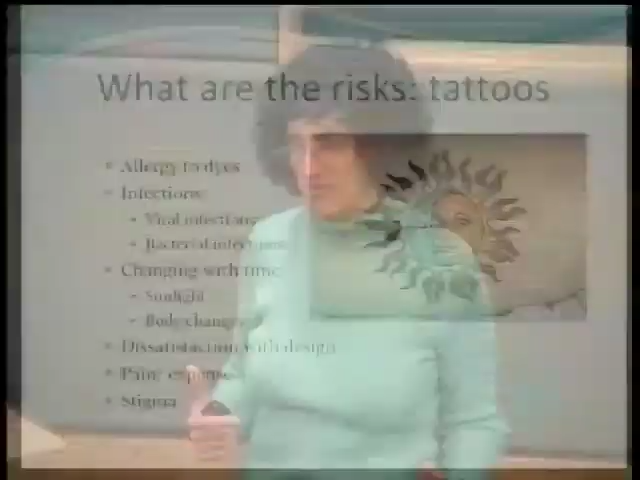 What are the risks: tattoos
• Allergy to dyes
• Infections
• Viral infections
• Bacterial infections
• Changing with time
• Sunlight
• Body changes
• Dissatisfaction with design
• Pain, expense
• Stigma